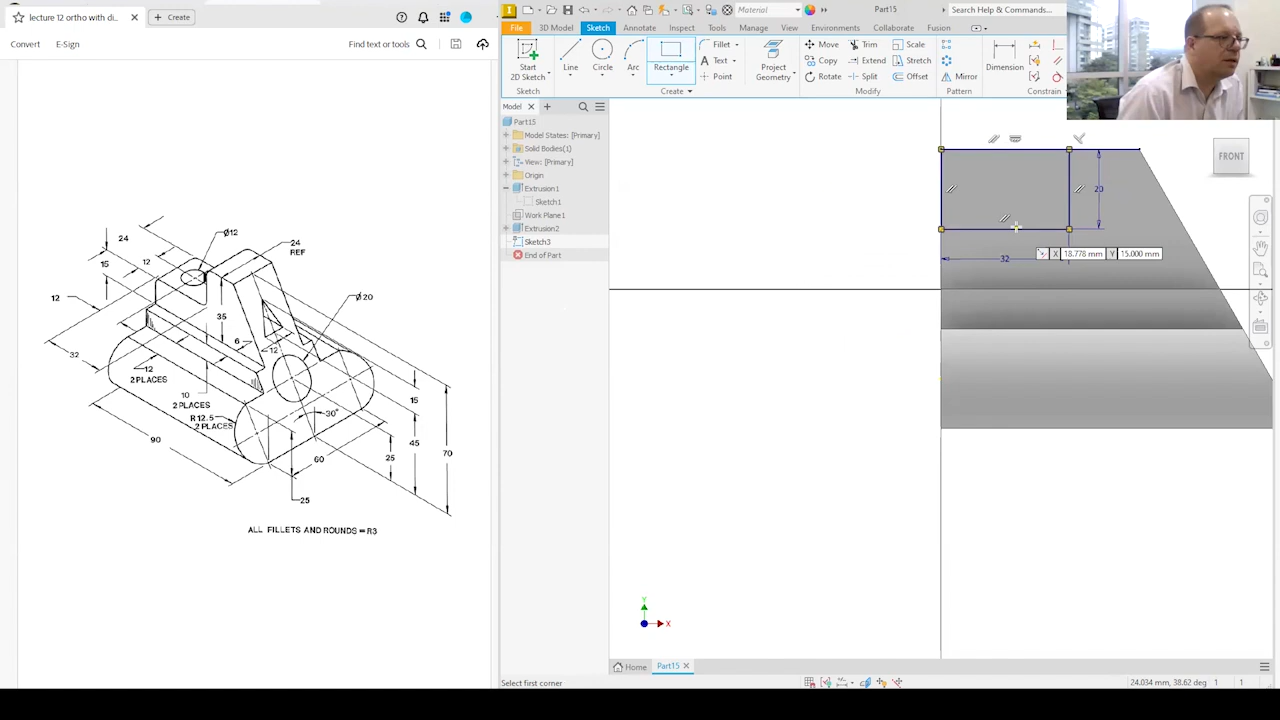 lecture 12 ortho with di...
Create
Convert
E-Sign
Find text or tools
Material
Part15
Search Help & Commands...
File
3D Model
Sketch
Annotate
Inspect
Tools
Manage
View
Environments
Collaborate
Fusion
Start
2D Sketch
Line
Circle
Arc
Rectangle
Fillet
Text
Point
Project
Geometry
Move
Copy
Rotate
Trim
Extend
Split
Scale
Stretch
Offset
Mirror
Dimension
Sketch
Create
Modify
Pattern
Constrain
Model
Part15
Model States: [Primary]
Solid Bodies(1)
View: [Primary]
Origin
Extrusion1
Sketch1
Work Plane1
Extrusion2
Sketch3
End of Part
FRONT
20
32
X 18.778 mm Y 15.000 mm
Y
X
24
Ø12
24
REF
15
12
12
Ø20
35
6
12
32
12
2 PLACES
10
2 PLACES
R 12.5
2 PLACES
30°
15
45
70
25
60
90
25
ALL FILLETS AND ROUNDS = R3
Home
Part15
Select first corner
24.034 mm, 38.62 deg 1 1